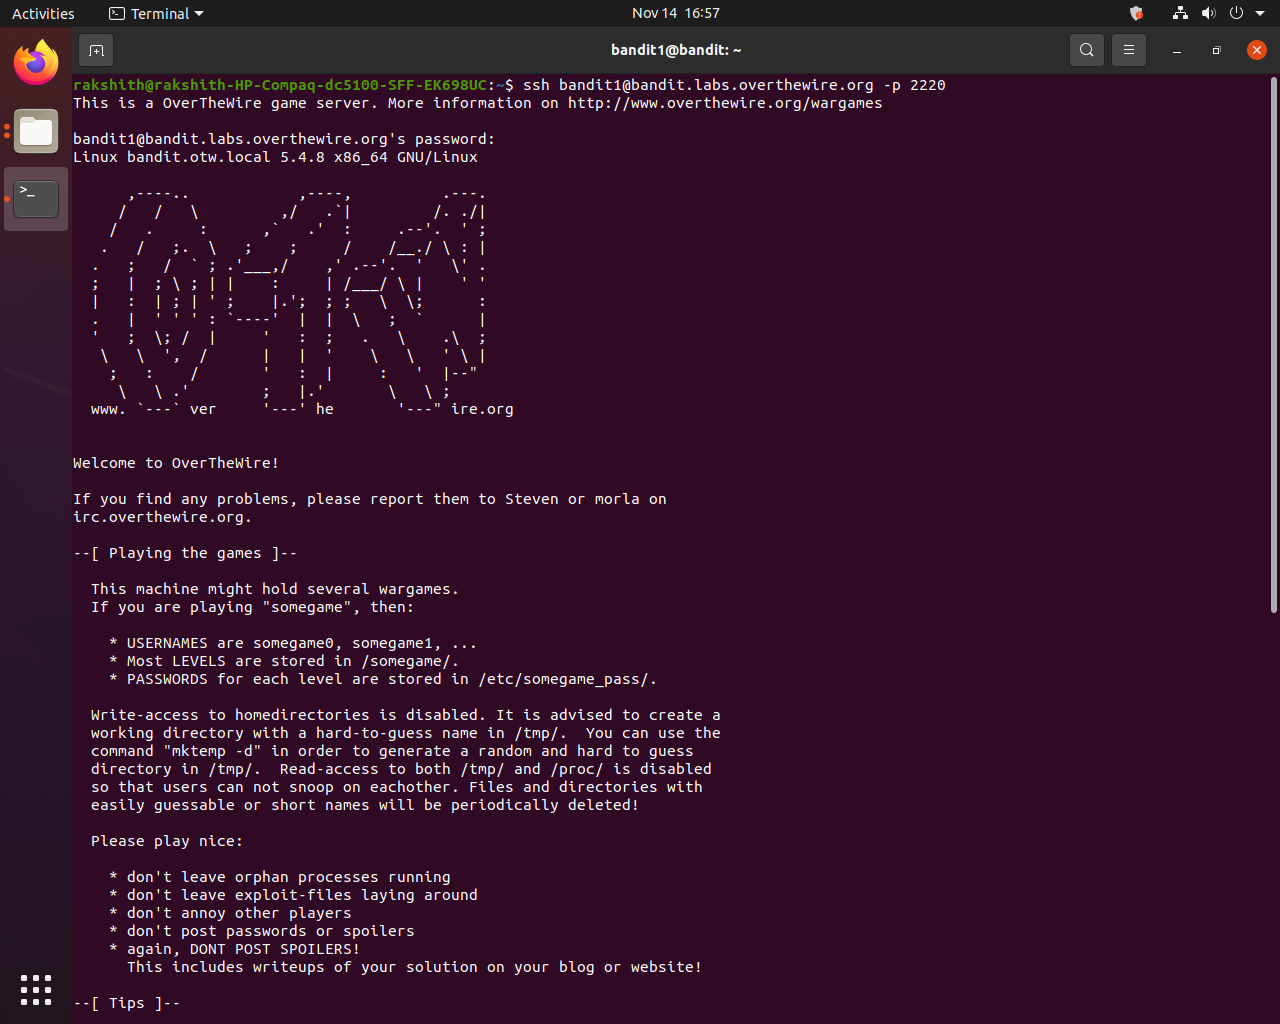 Activities
Terminal
Nov 14 16:57
bandit1@bandit: ~
rakshith@rakshith-HP-Compaq-dc5100-SFF-EK698UC:~$ ssh bandit1@bandit.labs.overthewire.org -p 2220
This is a OverTheWire game server. More information on http://www.overthewire.org/wargames
bandit1@bandit.labs.overthewire.org's password:
Linux bandit.otw.local 5.4.8 x86_64 GNU/Linux
      ,----..            ,----,          .---.
     /   /   \         ,/   .`|         /. ./|
    /   .     :      ,`   .'  :     .--'.  ' ;
   .   /   ;.  \   ;    ;     /    /__./ \ : |
  .   ;   /  ` ; .'___,/    ,' .--'.  '   \' .
  ;   |  ; \ ; | |    :     | /___/ \ |    ' '
  |   :  | ; | ' ;    |.';  ; ;   \  \;      :
  .   |  ' ' ' : `----'  |  |  \   ;  `      |
  '   ;  \; /  |     '   :  ;   .   \    .\  ;
   \   \  ',  /      |   |  '    \   \   ' \ |
    ;   :    /       '   :  |     :   '  |--"
     \   \ .'        ;   |.'       \   \ ;
  www. `---` ver     '---' he       '---" ire.org
Welcome to OverTheWire!
If you find any problems, please report them to Steven or morla on
irc.overthewire.org.
--[ Playing the games ]--
This machine might hold several wargames.
If you are playing "somegame", then:
* USERNAMES are somegame0, somegame1, ...
* Most LEVELS are stored in /somegame/.
* PASSWORDS for each level are stored in /etc/somegame_pass/.
Write-access to homedirectories is disabled. It is advised to create a
working directory with a hard-to-guess name in /tmp/.  You can use the
command "mktemp -d" in order to generate a random and hard to guess
directory in /tmp/.  Read-access to both /tmp/ and /proc/ is disabled
so that users can not snoop on eachother. Files and directories with
easily guessable or short names will be periodically deleted!
Please play nice:
* don't leave orphan processes running
* don't leave exploit-files laying around
* don't annoy other players
* don't post passwords or spoilers
* again, DONT POST SPOILERS!
This includes writeups of your solution on your blog or website!
--[ Tips ]--